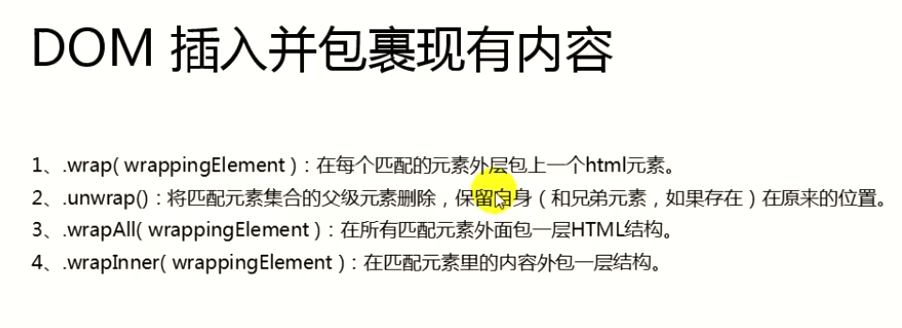 DOM 插入并包裹现有内容
1、.wrap( wrappingElement )：在每个匹配的元素外层包上一个html元素。
2、.unwrap()：将匹配元素集合的父级元素删除，保留自身（和兄弟元素，如果存在）在原来的位置。
3、.wrapAll( wrappingElement )：在所有匹配元素外面包一层HTML结构。
4、.wrapInner( wrappingElement )：在匹配元素里的内容外包一层结构。